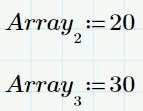 Array₂ := 20
Array₃ := 30